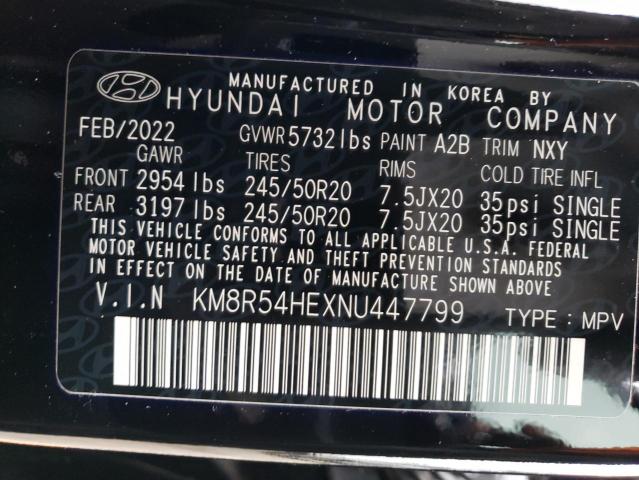 MANUFACTURED IN KOREA BY
HYUNDAI MOTOR COMPANY
FEB/2022 GVWR 5732 lbs PAINT A2B TRIM NXY
GAWR TIRES RIMS COLD TIRE INFL
FRONT 2954 lbs 245/50R20 7.5JX20 35psi SINGLE
REAR 3197 lbs 245/50R20 7.5JX20 35psi SINGLE
THIS VEHICLE CONFORMS TO ALL APPLICABLE U.S.A. FEDERAL
MOTOR VEHICLE SAFETY AND THEFT PREVENTION STANDARDS
IN EFFECT ON THE DATE OF MANUFACTURE SHOWN ABOVE
V.I.N KM8R54HEXNU447799 TYPE : MPV